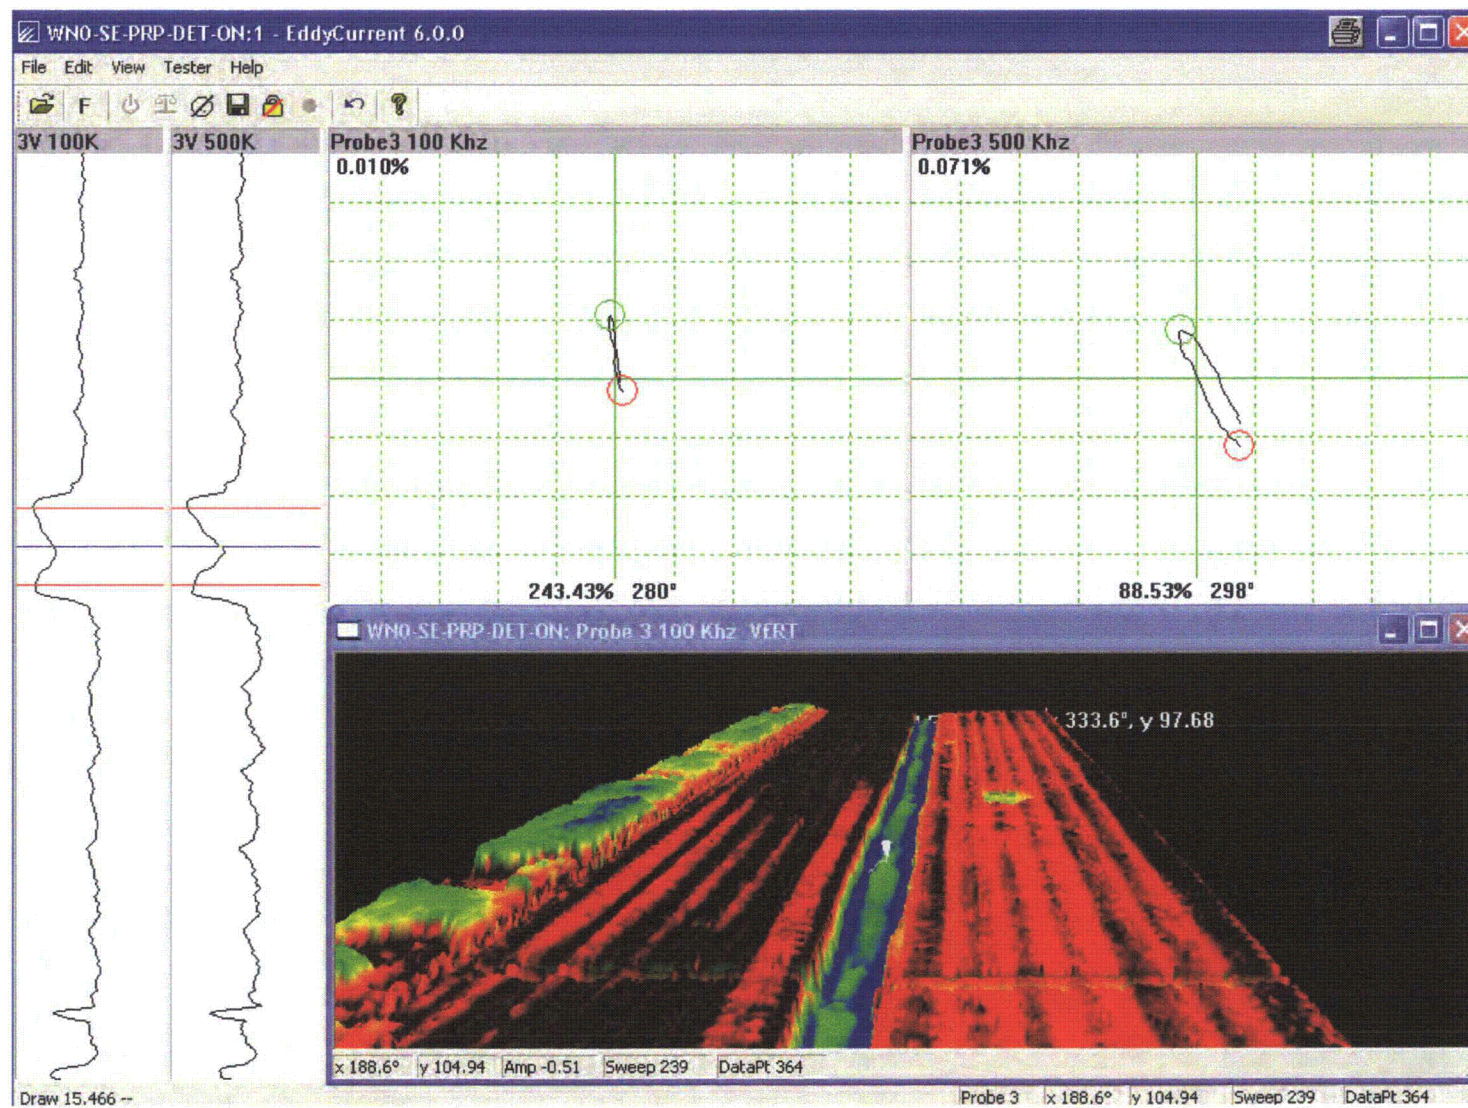 WN0-SE-PRP-DET-ON:1 - EddyCurrent 6.0.0
File Edit View Tester Help
F ?
3V 100K 3V 500K Probe3 100 Khz Probe3 500 Khz
0.010% 0.071%
243.43% 280° 88.53% 298°
WN0-SE-PRP-DET-ON: Probe 3 100 Khz VERT
333.6°, y 97.68
x 188.6° y 104.94 Amp -0.51 Sweep 239 DataPt 364
Draw 15.466 -- Probe 3 x 188.6° y 104.94 Sweep 239 DataPt 364